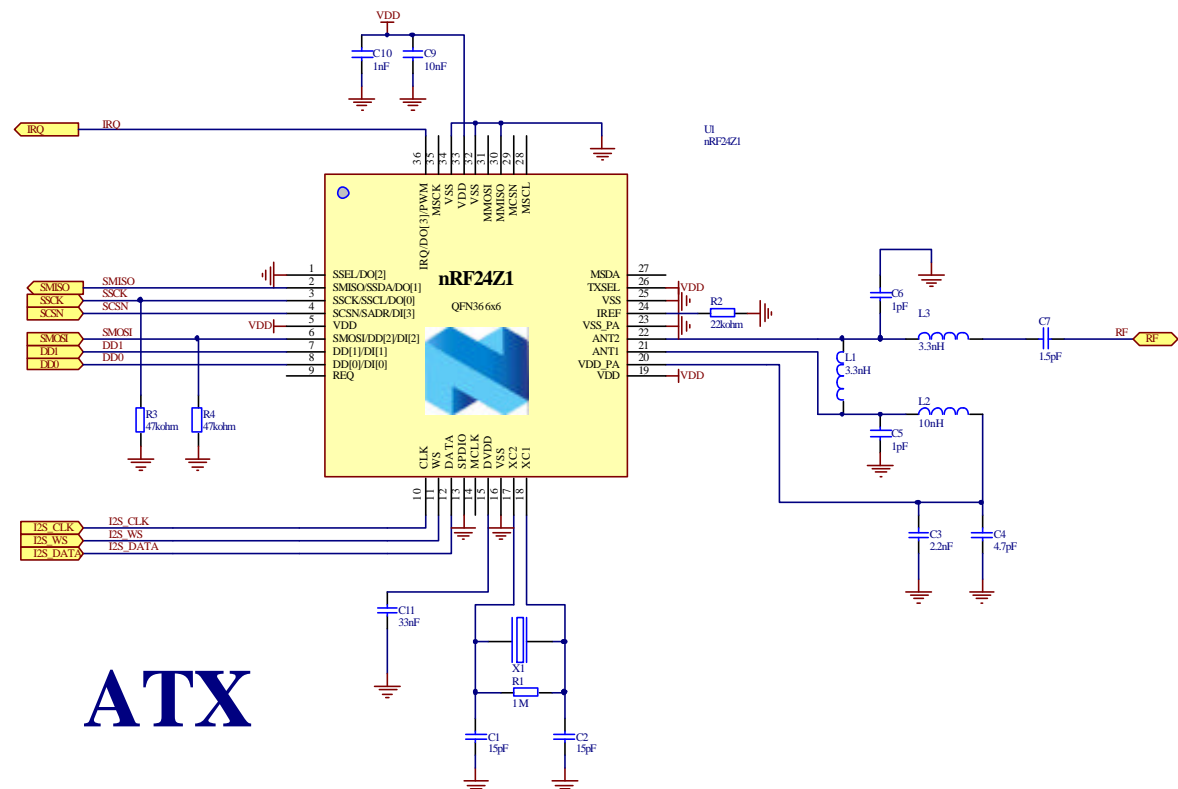 VDD
C10
1nF
C9
10nF
IRQ
IRQ
U1
nRF24Z1
36
35
34
33
32
31
30
29
28
IRQ/DO[3]/PWM
MSCK
VSS
VDD
VSS
MMOSI
MMISO
MCSN
MSCL
nRF24Z1
QFN36 6x6
1
SSEL/DO[2]
SMISO
SMISO
2
SMISO/SSDA/DO[1]
SSCK
SSCK
3
SSCK/SSCL/DO[0]
SCSN
SCSN
4
SCSN/SADR/DI[3]
VDD
5
VDD
SMOSI
SMOSI
6
SMOSI/DD[2]/DI[2]
DD1
DD1
7
DD[1]/DI[1]
DD0
DD0
8
DD[0]/DI[0]
9
REQ
MSDA
27
TXSEL
26
VDD
VSS
25
IREF
24
R2
22kohm
VSS_PA
23
ANT2
22
ANT1
21
VDD_PA
20
VDD
19
VDD
C6
1pF
L3
3.3nH
C7
1.5pF
RF
RF
L1
3.3nH
L2
10nH
C5
1pF
C3
2.2nF
C4
4.7pF
R3
47kohm
R4
47kohm
CLK
WS
DATA
SPDIO
MCLK
DVDD
VSS
XC2
XC1
10
11
12
13
14
15
16
17
18
I2S_CLK
I2S_CLK
I2S_WS
I2S_WS
I2S_DATA
I2S_DATA
C11
33nF
X1
R1
1M
C1
15pF
C2
15pF
ATX